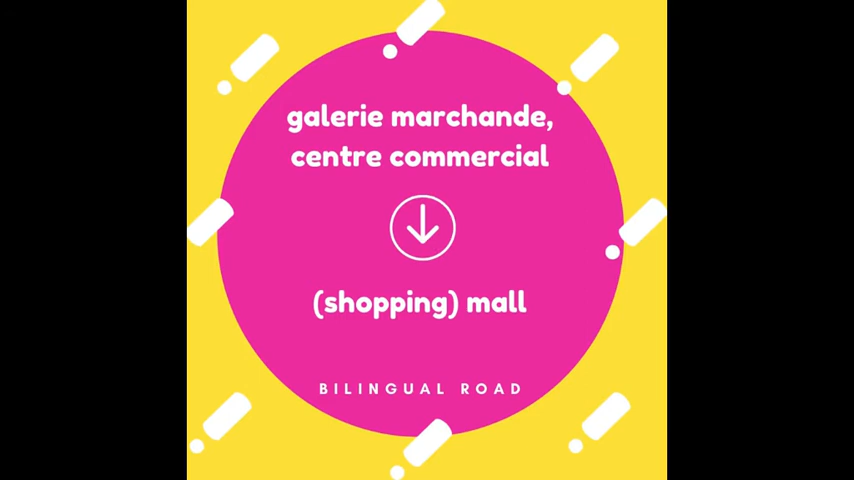 galerie marchande,
centre commercial
(shopping) mall
BILINGUAL ROAD